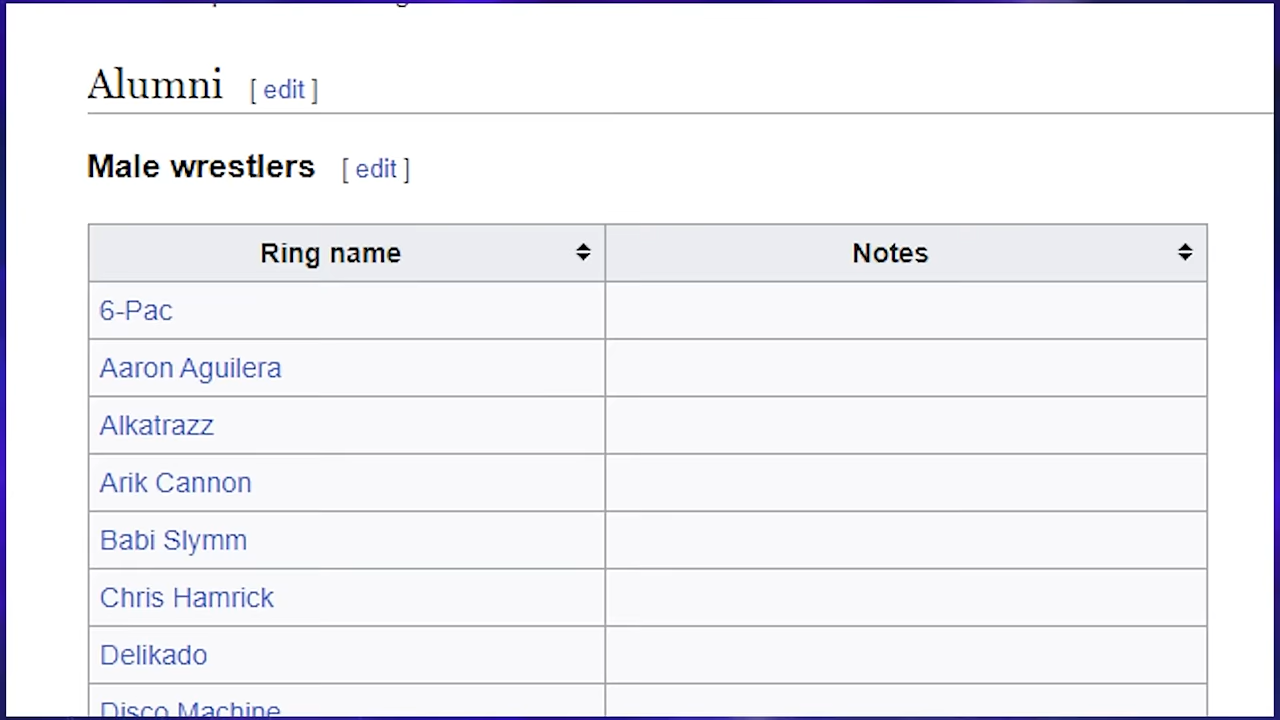 Alumni [ edit ]
Male wrestlers [ edit ]
Ring name Notes
6-Pac
Aaron Aguilera
Alkatrazz
Arik Cannon
Babi Slymm
Chris Hamrick
Delikado
Disco Machine